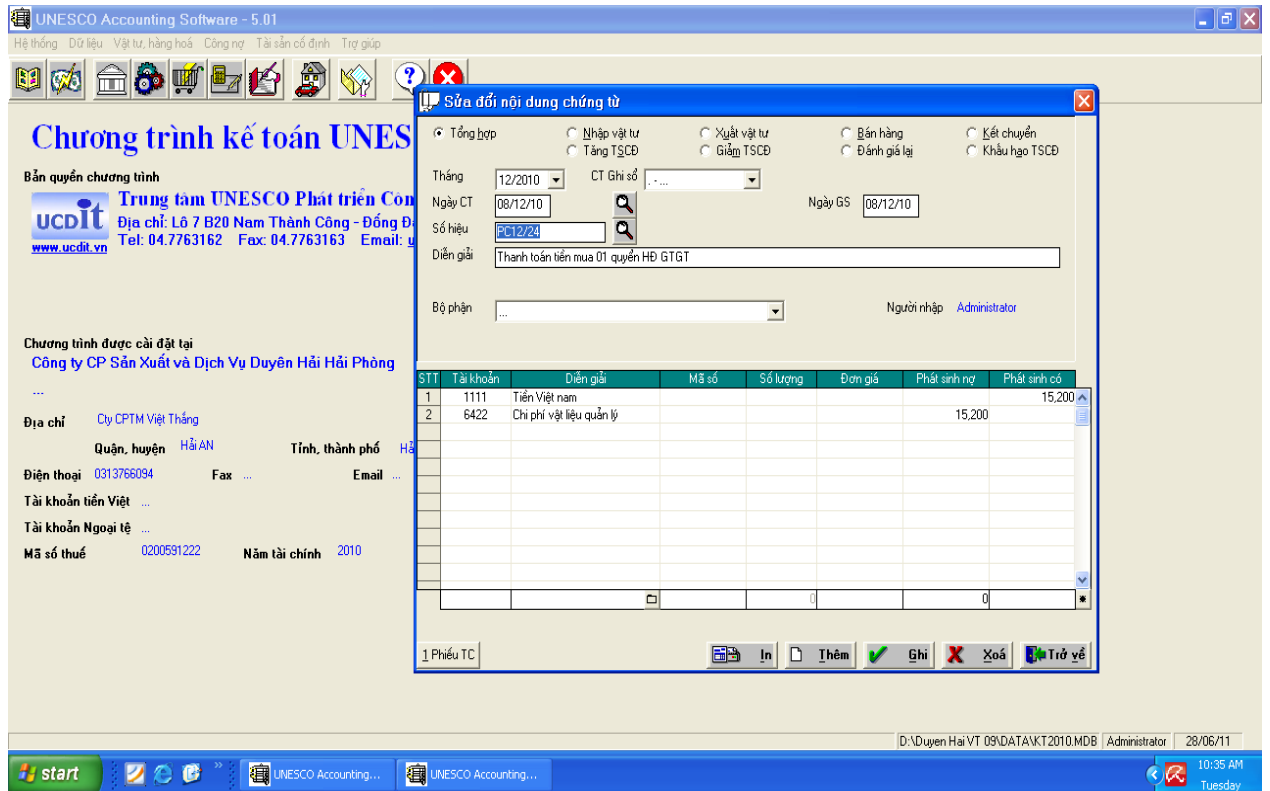 UNESCO Accounting Software - 5.01
Hệ thống Dữ liệu Vật tư, hàng hoá Công nợ Tài sản cố định Trợ giúp
Chương trình kế toán UNES
Bản quyền chương trình
UCDIT
www.ucdit.vn
Trung tâm UNESCO Phát triển Côn
Địa chỉ: Lô 7 B20 Nam Thành Công - Đống Đ
Tel: 04.7763162 Fax: 04.7763163 Email: u
Chương trình được cài đặt tại
Công ty CP Sản Xuất và Dịch Vụ Duyên Hải Hải Phòng
...
Địa chỉ Cty CPTM Việt Thắng
Quận, huyện Hải AN Tỉnh, thành phố Hả
Điện thoại 0313766094 Fax ... Email ...
Tài khoản tiền Việt ...
Tài khoản Ngoại tệ ...
Mã số thuế 0200591222 Năm tài chính 2010
Sửa đổi nội dung chứng từ
Tổng hợp Nhập vật tư Xuất vật tư Bán hàng Kết chuyển
Tăng TSCĐ Giảm TSCĐ Đánh giá lại Khấu hao TSCĐ
Tháng 12/2010 CT Ghi sổ . - ...
Ngày CT 08/12/10 Ngày GS 08/12/10
Số hiệu PC12/24
Diễn giải Thanh toán tiền mua 01 quyển HĐ GTGT
Bộ phận ... Người nhập Administrator
STT Tài khoản Diễn giải Mã số Số lượng Đơn giá Phát sinh nợ Phát sinh có
1 1111 Tiền Việt nam 15,200
2 6422 Chi phí vật liệu quản lý 15,200
0 0
1 Phiếu TC In Thêm Ghi Xoá Trở về
D:\Duyen Hai VT 09\DATA\KT2010.MDB Administrator 28/06/11
start UNESCO Accounting... UNESCO Accounting... 10:35 AM
Tuesday